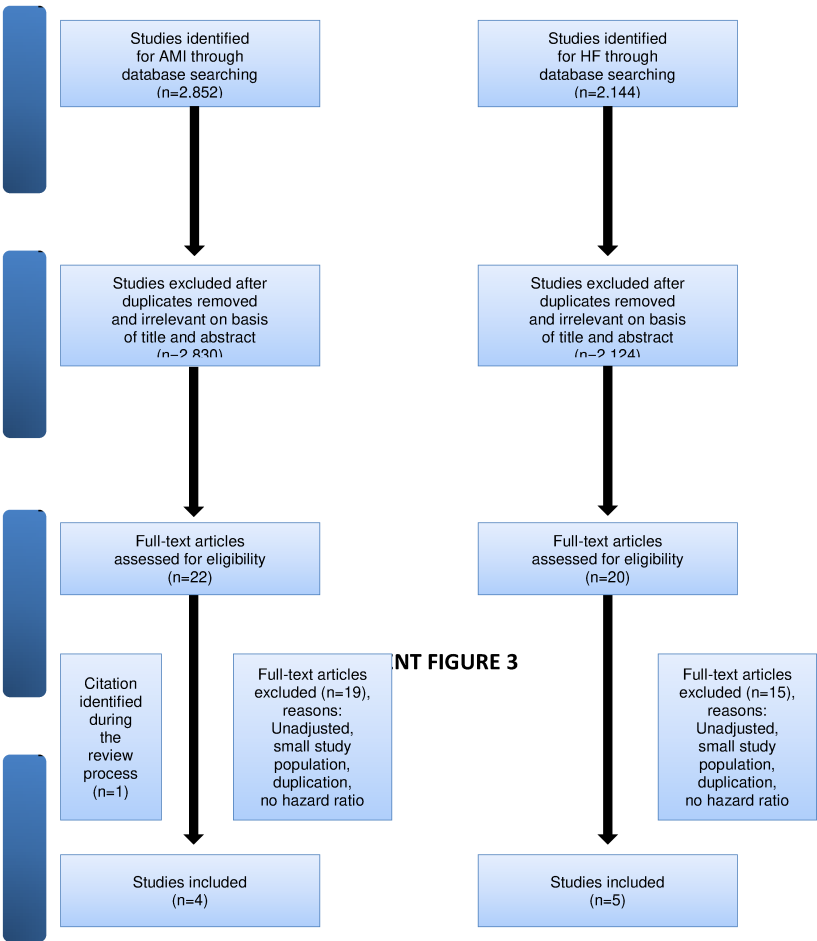 Studies identified
for AMI through
database searching
(n=2.852)
Studies identified
for HF through
database searching
(n=2.144)
Studies excluded after
duplicates removed
and irrelevant on basis
of title and abstract
(n=2.830)
Studies excluded after
duplicates removed
and irrelevant on basis
of title and abstract
(n=2.124)
Full-text articles
assessed for eligibility
(n=22)
Full-text articles
assessed for eligibility
(n=20)
Citation
identified
during
the
review
process
(n=1)
Full-text articles
excluded (n=19),
reasons:
Unadjusted,
small study
population,
duplication,
no hazard ratio
FIGURE 3
Full-text articles
excluded (n=15),
reasons:
Unadjusted,
small study
population,
duplication,
no hazard ratio
Studies included
(n=4)
Studies included
(n=5)